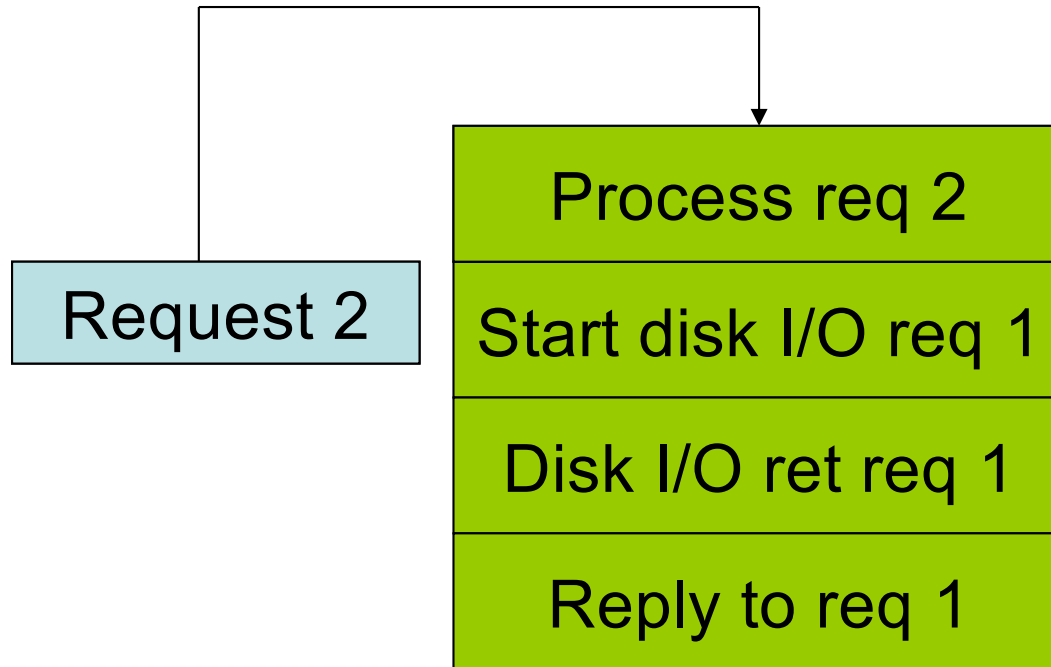 Process req 2
Request 2
Start disk I/O req 1
Disk I/O ret req 1
Reply to req 1